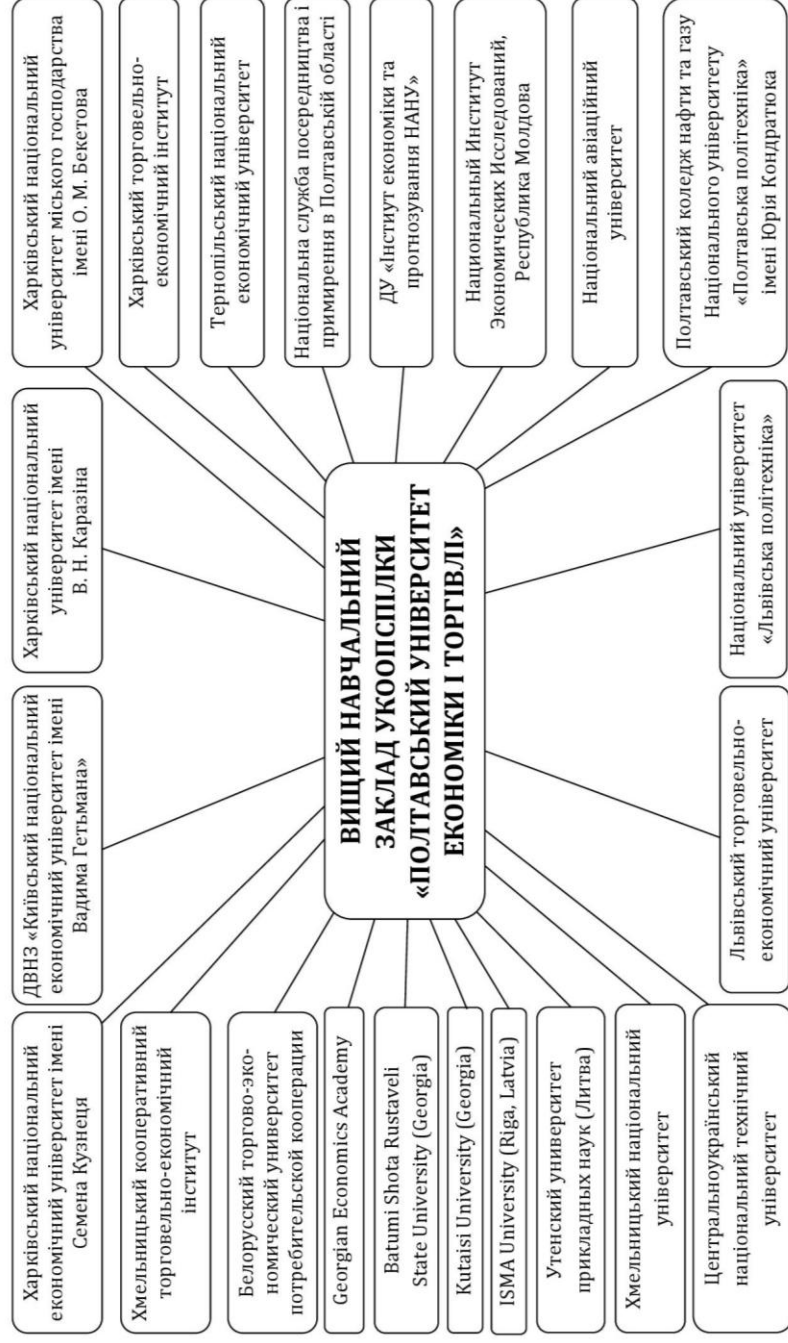 Харківський національний
економічний університет імені
Семена Кузнеця
ДВНЗ «Київський національний
економічний університет імені
Вадима Гетьмана»
Харківський національний
університет імені
В. Н. Каразіна
Харківський національний
університет міського господарства
імені О. М. Бекетова
Хмельницький кооперативний
торговельно-економічний
інститут
Белорусский торгово-эко-
номический университет
потребительской кооперации
Georgian Economics Academy
Batumi Shota Rustaveli
State University (Georgia)
Kutaisi University (Georgia)
ISMA University (Riga, Latvia)
Утенский университет
прикладных наук (Литва)
Хмельницький національний
університет
Центральноукраїнський
національний технічний
університет
ВИЩИЙ НАВЧАЛЬНИЙ
ЗАКЛАД УКООПСПІЛКИ
«ПОЛТАВСЬКИЙ УНІВЕРСИТЕТ
ЕКОНОМІКИ І ТОРГІВЛІ»
Харківський торговельно-
економічний інститут
Тернопільський національний
економічний університет
Національна служба посередництва і
примирення в Полтавській області
ДУ «Інстиут економіки та
прогнозування НАНУ»
Национальный Институт
Экономических Исследований,
Республика Молдова
Національний авіаційний
університет
Полтавський коледж нафти та газу
Національного університету
«Полтавська політехніка»
імені Юрія Кондратюка
Львівський торговельно-
економічний університет
Національний університет
«Львівська політехніка»